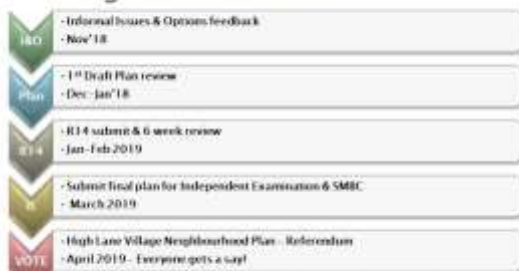 I&O
· Informal Issues & Options feedback
· Nov'18
Plan
· 1st Draft Plan review
· Dec-Jan'18
R14
· R14 submit & 6 week review
· Jan-Feb 2019
· Submit final plan for Independent Examination & SMBC
· March 2019
VOTE
· High Lane Village Neighbourhood Plan - Referendum
· April 2019 - Everyone gets a say!